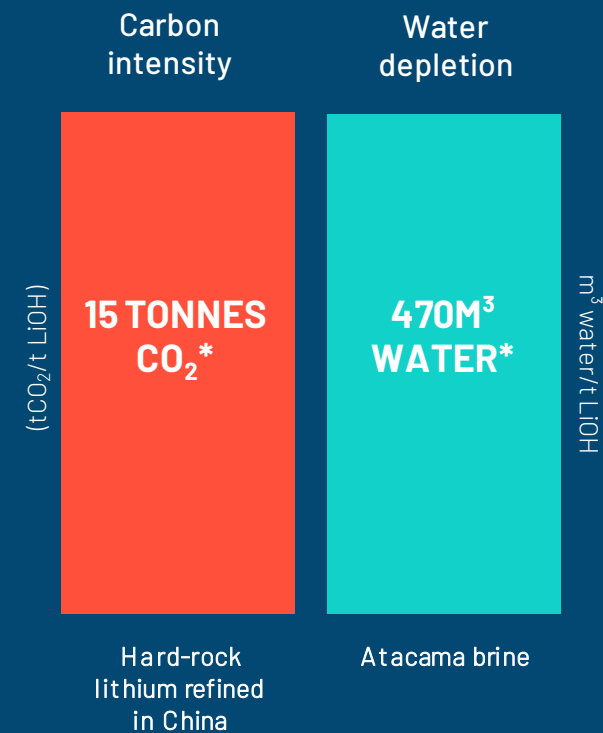 Carbon
intensity
Water
depletion
(tCO₂/t LiOH)
15 TONNES
CO₂*
470M³
WATER*
m³ water/t LiOH
Hard-rock
lithium refined
in China
Atacama brine